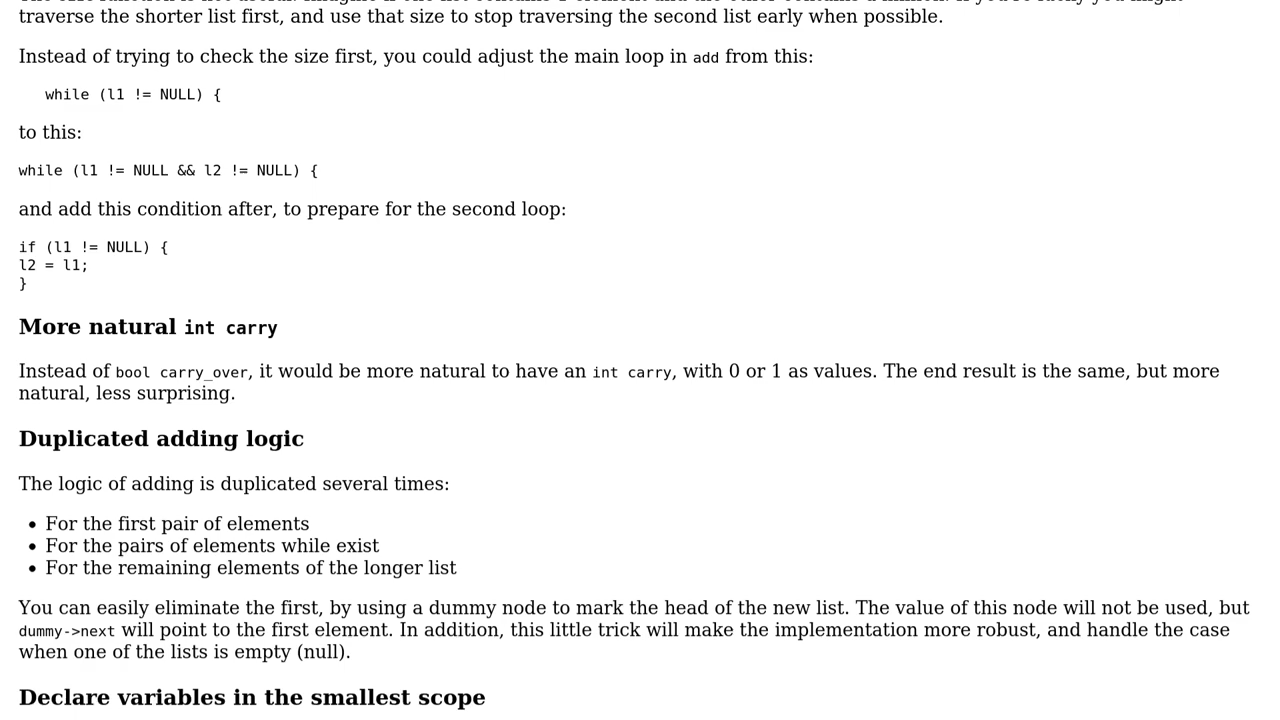 traverse the shorter list first, and use that size to stop traversing the second list early when possible.
Instead of trying to check the size first, you could adjust the main loop in add from this:
while (l1 != NULL) {
to this:
while (l1 != NULL && l2 != NULL) {
and add this condition after, to prepare for the second loop:
if (l1 != NULL) {
l2 = l1;
}
More natural int carry
Instead of bool carry_over, it would be more natural to have an int carry, with 0 or 1 as values. The end result is the same, but more
natural, less surprising.
Duplicated adding logic
The logic of adding is duplicated several times:
• For the first pair of elements
• For the pairs of elements while exist
• For the remaining elements of the longer list
You can easily eliminate the first, by using a dummy node to mark the head of the new list. The value of this node will not be used, but
dummy->next will point to the first element. In addition, this little trick will make the implementation more robust, and handle the case
when one of the lists is empty (null).
Declare variables in the smallest scope